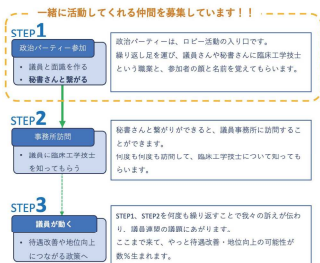 一緒に活動してくれる仲間を募集しています！！
STEP1
政治パーティー参加
• 議員と面識を作る
• 秘書さんと繋がる
政治パーティーは、ロビー活動の入り口です。
繰り返し足を運び、議員さんや秘書さんに臨床工学技士
という職業と、参加者の顔と名前を覚えてもらいます。
STEP2
事務所訪問
• 議員に臨床工学技士
を知ってもらう
秘書さんと繋がりができると、議員事務所に訪問するこ
とができます。
何度も何度も訪問して、臨床工学技士について知っても
らいます。
STEP3
議員が動く
• 待遇改善や地位向上
につながる政策へ
STEP1、STEP2を何度も繰り返すことで我々の訴えが伝わ
り、議員連盟の議題にあがります。
ここまで来て、やっと待遇改善・地位向上の可能性が
数％生まれます。